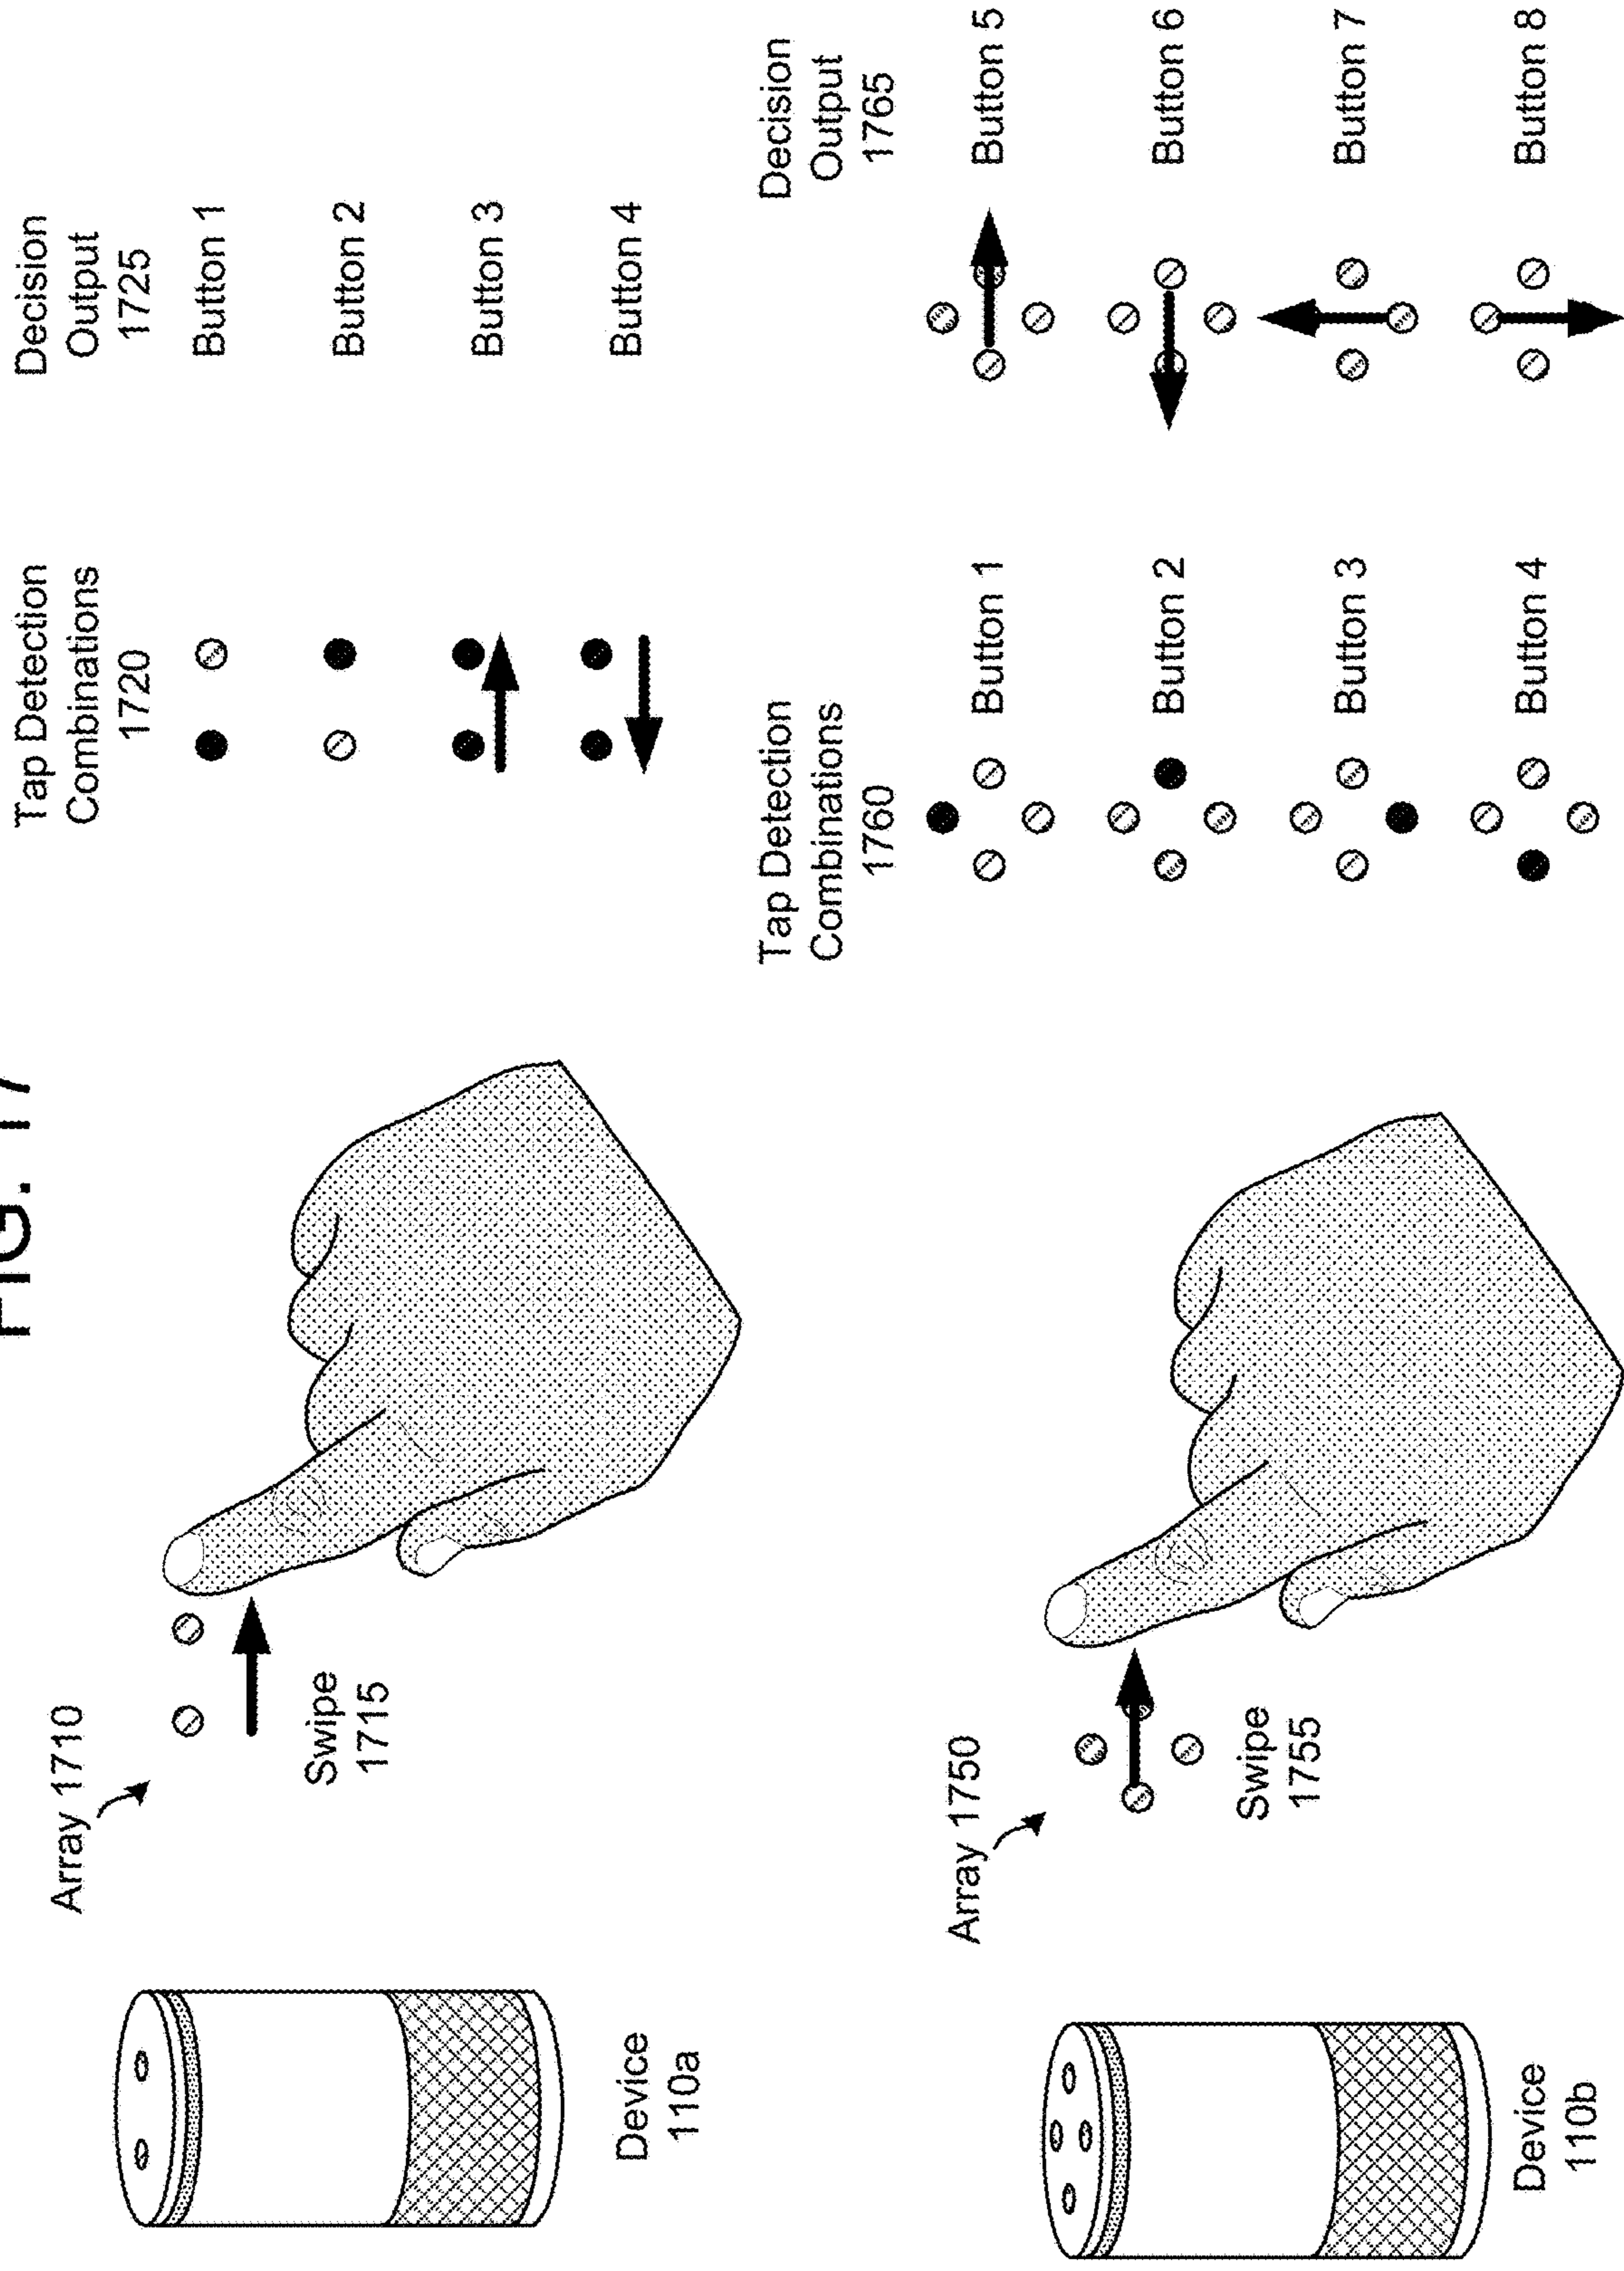 FIG. 17
Device
110a
Array 1710
Swipe
1715
Tap Detection
Combinations
1720
Decision
Output
1725
Button 1
Button 2
Button 3
Button 4
Device
110b
Array 1750
Swipe
1755
Tap Detection
Combinations
1760
Button 1
Button 2
Button 3
Button 4
Decision
Output
1765
Button 5
Button 6
Button 7
Button 8